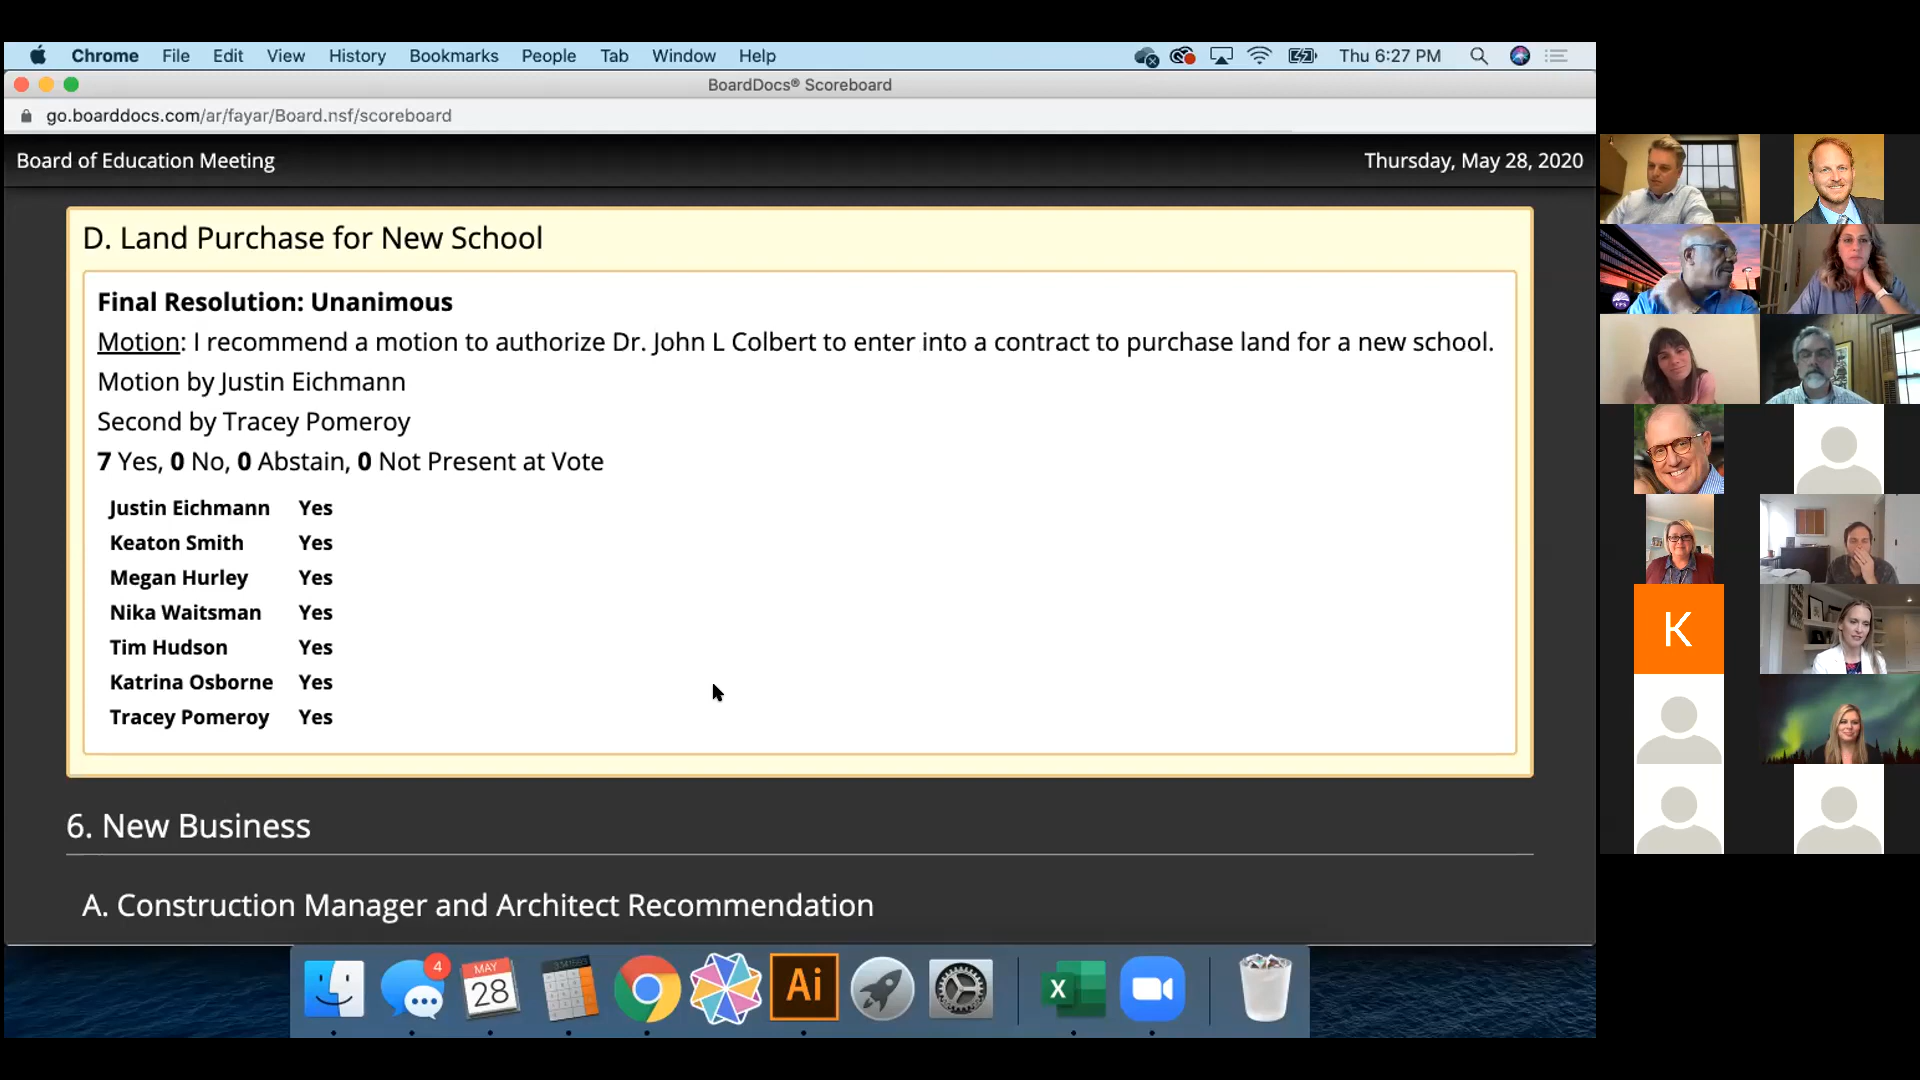 Chrome File Edit View History Bookmarks People Tab Window Help Thu 6:27 PM
BoardDocs® Scoreboard
go.boarddocs.com/ar/fayar/Board.nsf/scoreboard
Board of Education Meeting Thursday, May 28, 2020
D. Land Purchase for New School
Final Resolution: Unanimous
Motion: I recommend a motion to authorize Dr. John L Colbert to enter into a contract to purchase land for a new school.
Motion by Justin Eichmann
Second by Tracey Pomeroy
7 Yes, 0 No, 0 Abstain, 0 Not Present at Vote
Justin Eichmann Yes
Keaton Smith Yes
Megan Hurley Yes
Nika Waitsman Yes
Tim Hudson Yes
Katrina Osborne Yes
Tracey Pomeroy Yes
6. New Business
A. Construction Manager and Architect Recommendation
FPS
K
4
MAY
28
Ai
X